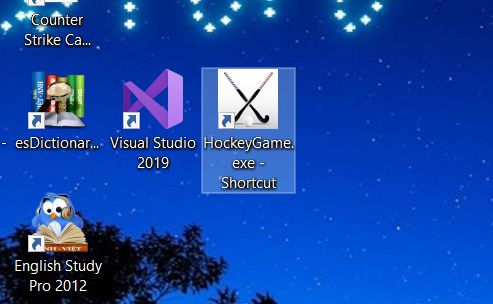 Counter
Strike Ca...
- esDictionar...
Visual Studio
2019
HockeyGame.
exe -
Shortcut
English Study
Pro 2012